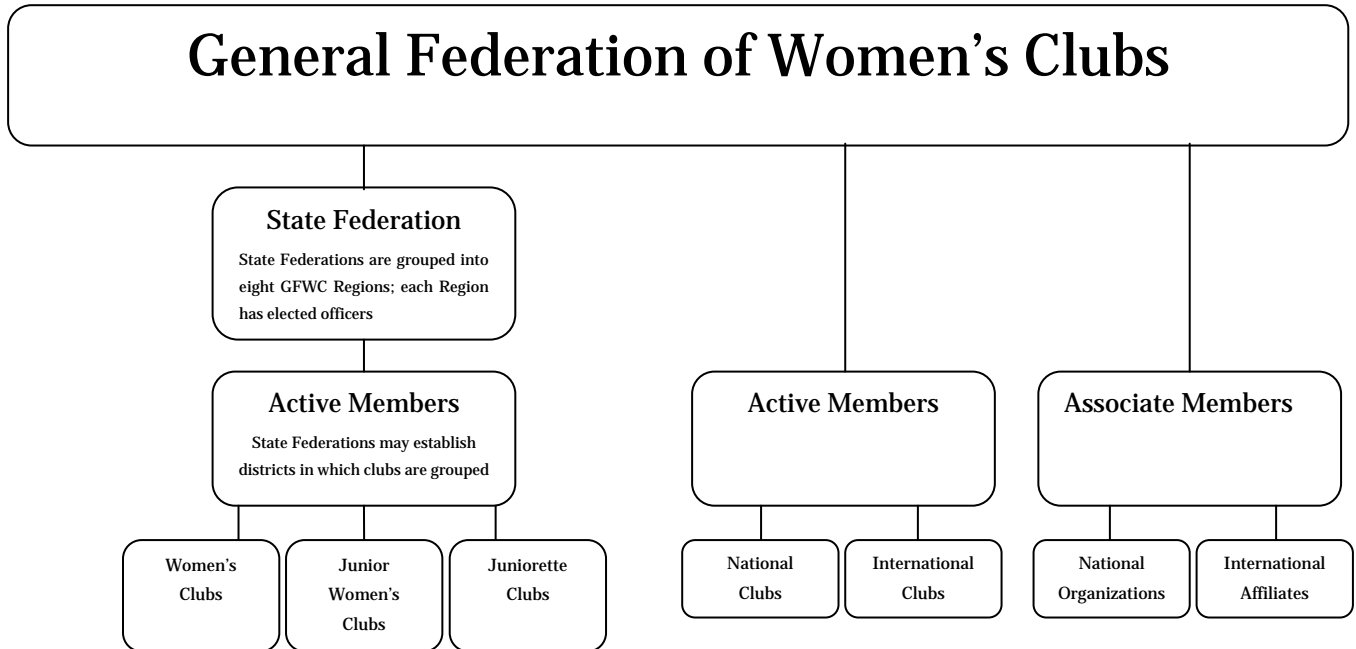 General Federation of Women’s Clubs
State Federation
State Federations are grouped into
eight GFWC Regions; each Region
has elected officers
Active Members
State Federations may establish
districts in which clubs are grouped
Women's
Clubs
Junior
Women's
Clubs
Juniorette
Clubs
Active Members
National
Clubs
International
Clubs
Associate Members
National
Organizations
International
Affiliates